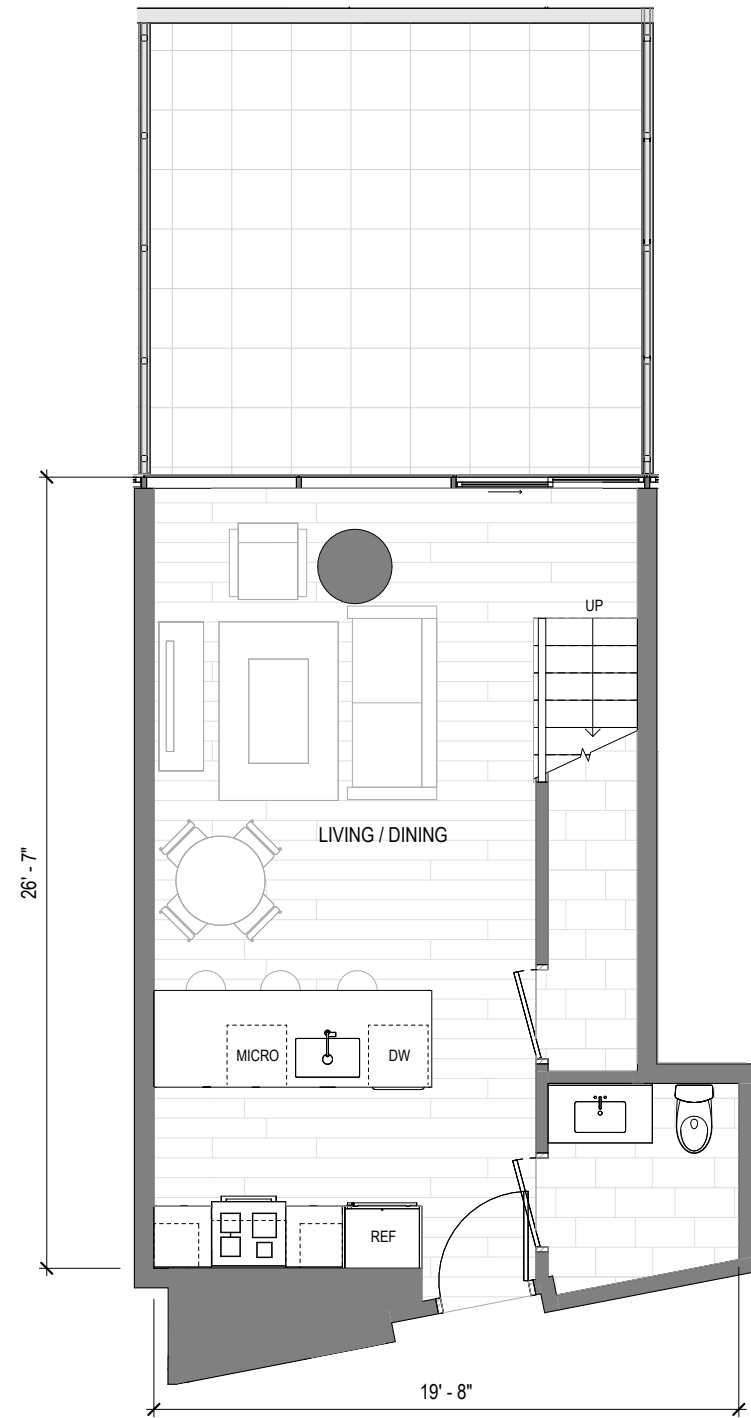 UP
LIVING / DINING
26' - 7"
MICRO
DW
REF
19' - 8"